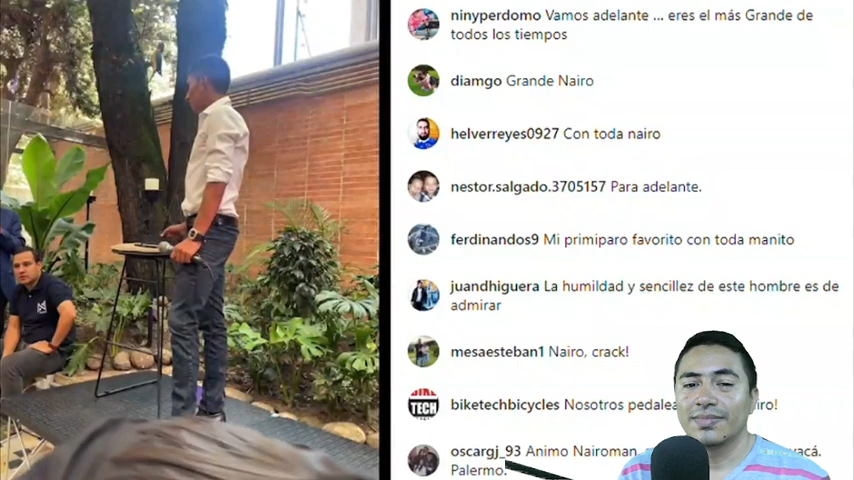 ninyperdomo Vamos adelante ... eres el más Grande de
todos los tiempos
diamgo Grande Nairo
helverreyes0927 Con toda nairo
nestor.salgado.3705157 Para adelante.
ferdinandos9 Mi primiparo favorito con toda manito
juandhiguera La humildad y sencillez de este hombre es de
admirar
mesaesteban1 Nairo, crack!
TECH
biketechbicycles Nosotros
oscargj_93 Animo Nairoman,
Palermo.